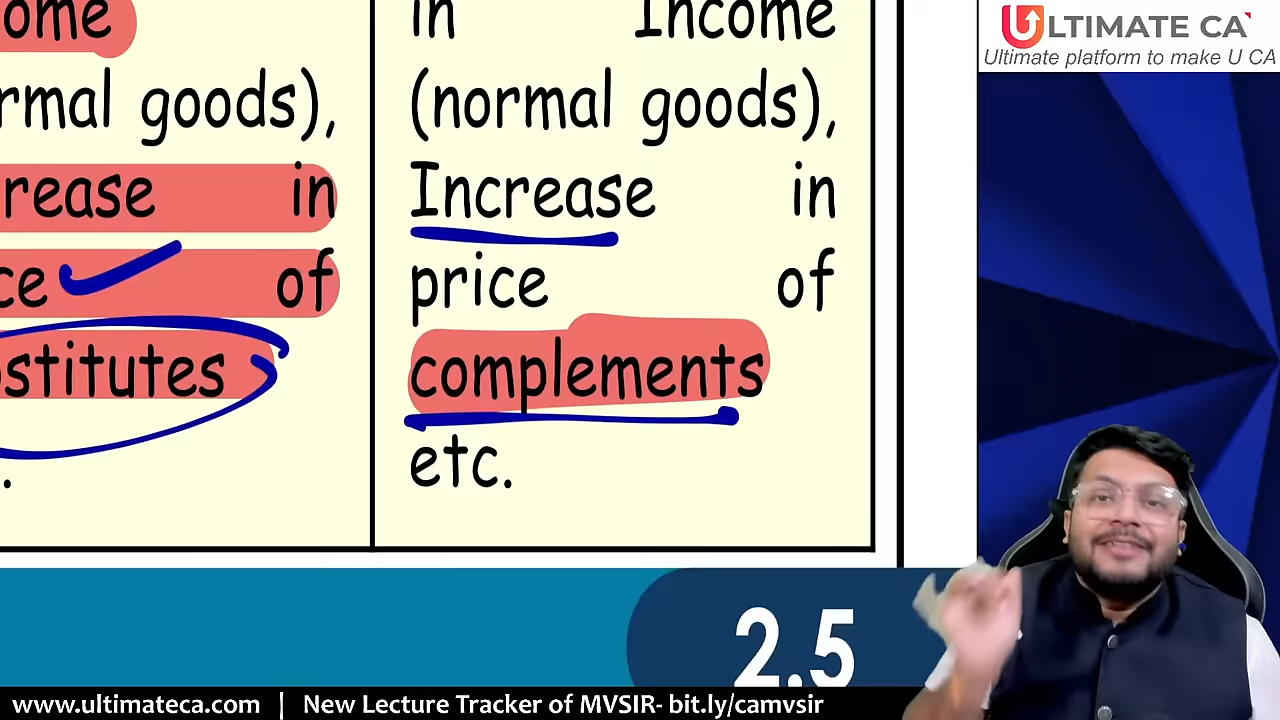 ome
rmal goods),
rease in
ce of
stitutes
.
in Income
(normal goods),
Increase in
price of
complements
etc.
2.5
ULTIMATE CA
Ultimate platform to make U CA
www.ultimateca.com | New Lecture Tracker of MVSIR- bit.ly/camvsir